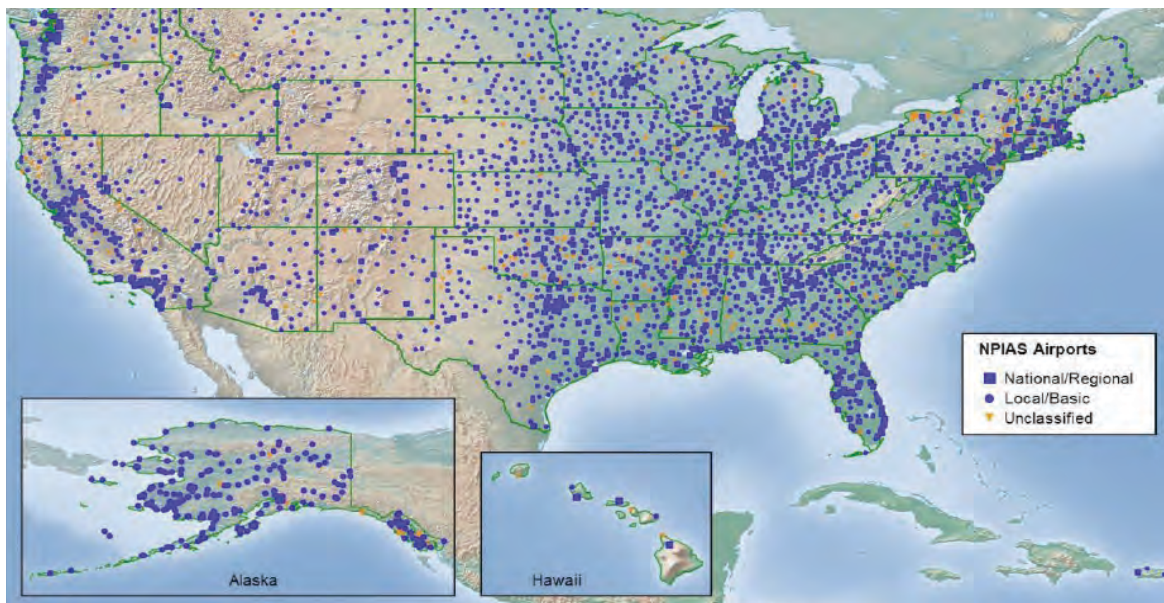 NPIAS Airports
National/Regional
Local/Basic
Unclassified
Alaska
Hawaii